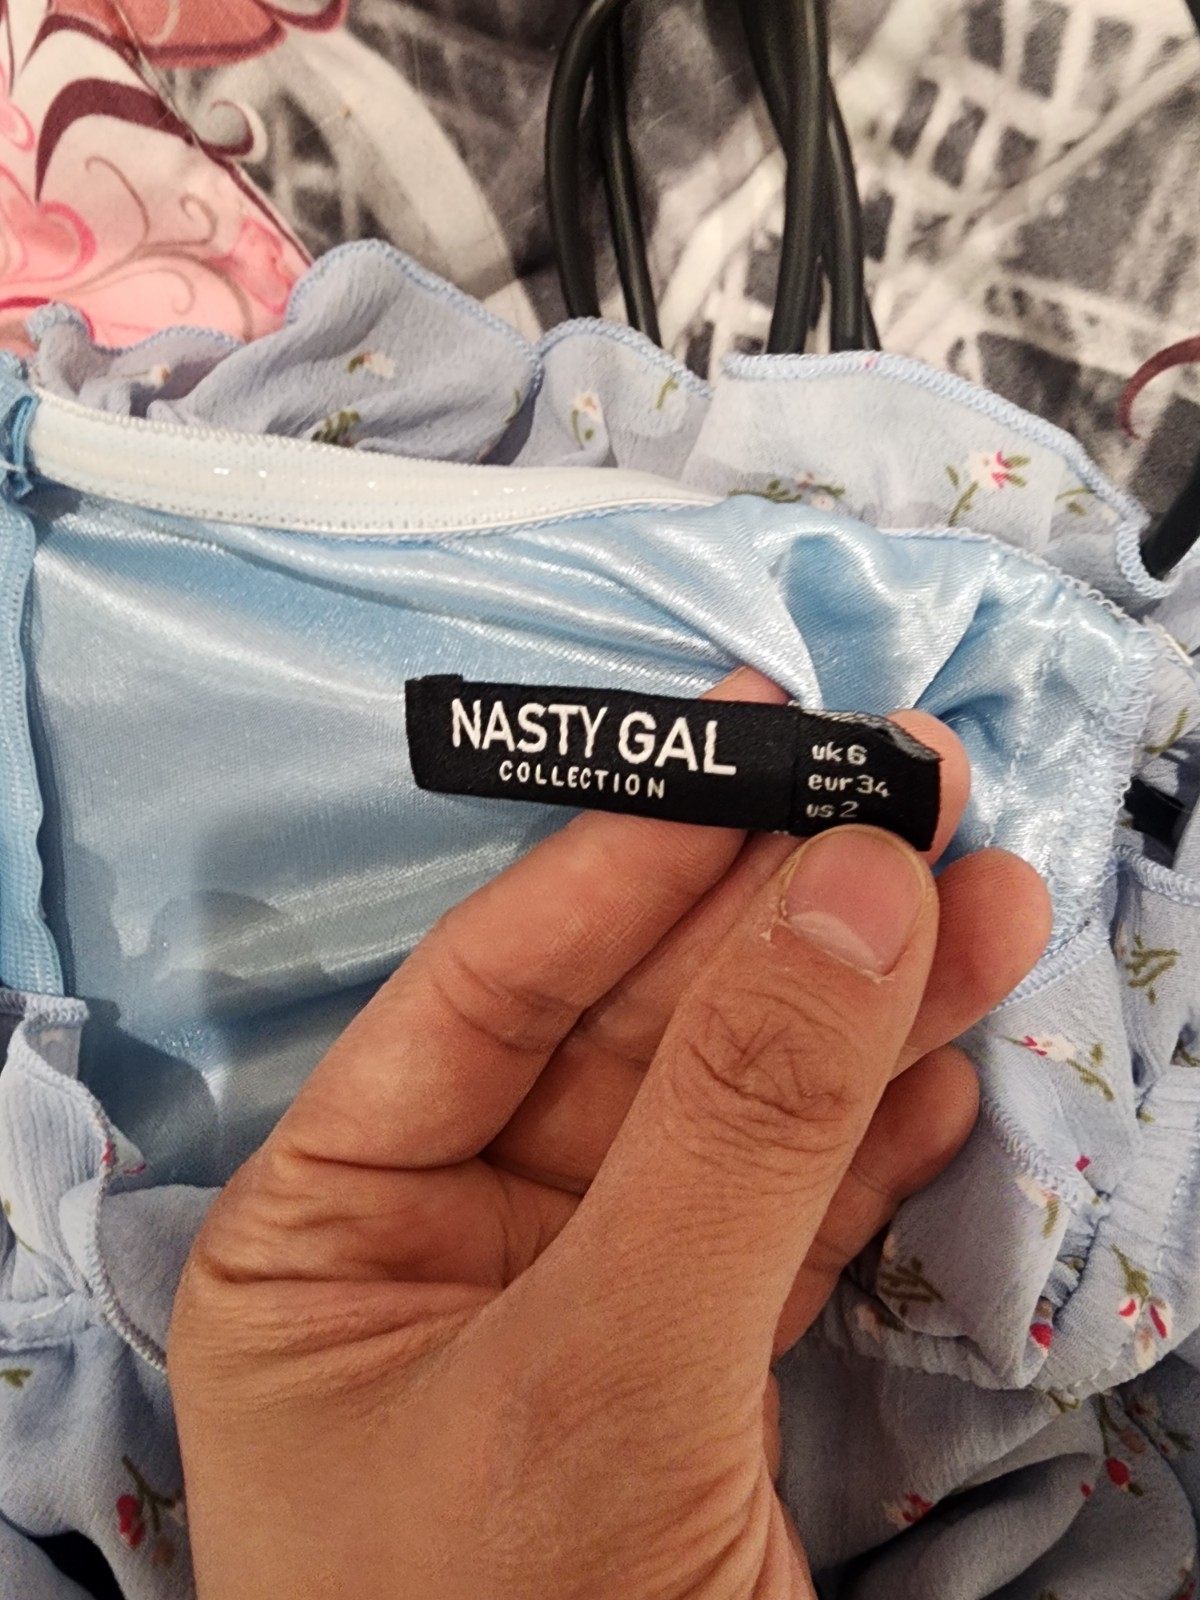 NASTY GAL
COLLECTION
uk 6
eur 34
us 2